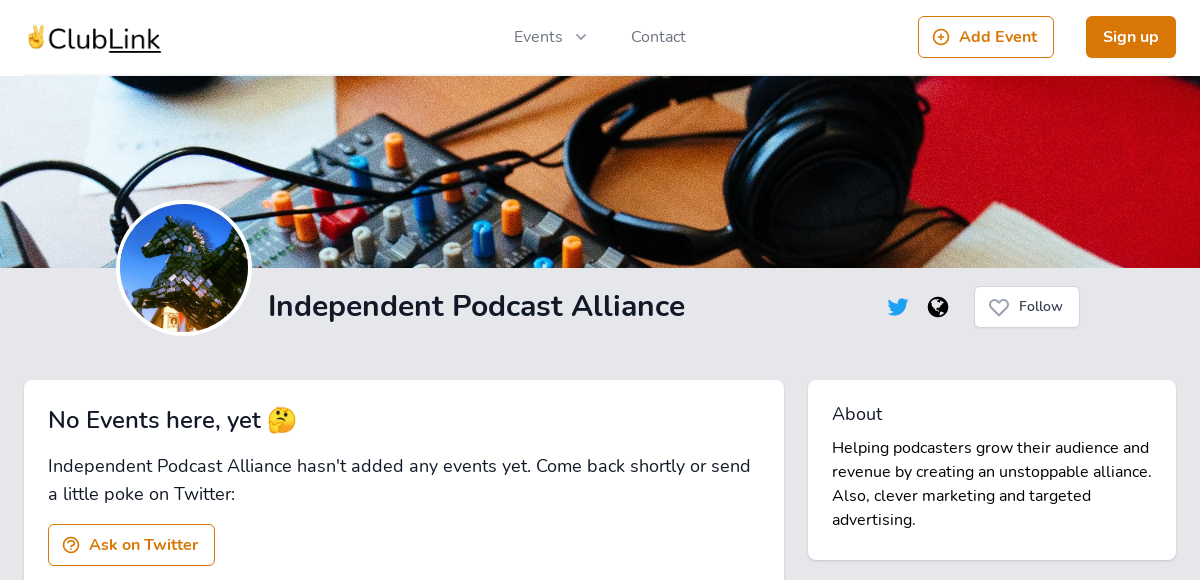 ✌️ClubLink
Events
Contact
Add Event
Sign up
Independent Podcast Alliance
Follow
No Events here, yet 🤔
Independent Podcast Alliance hasn't added any events yet. Come back shortly or send
a little poke on Twitter:
Ask on Twitter
About
Helping podcasters grow their audience and
revenue by creating an unstoppable alliance.
Also, clever marketing and targeted
advertising.